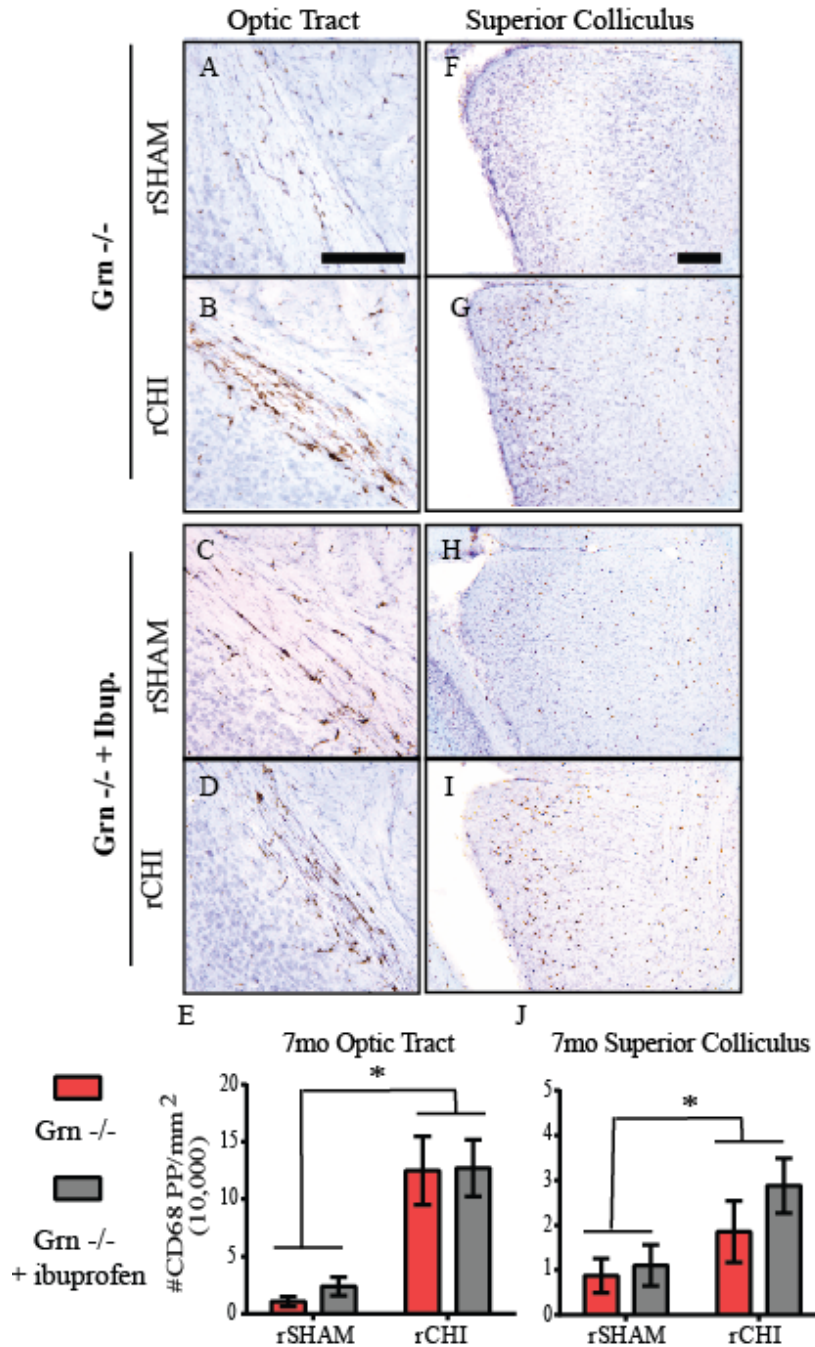 Optic Tract
Superior Colliculus
Grn -/-
rSHAM
A
F
rCHI
B
G
Grn -/- + Ibup.
rSHAM
C
H
rCHI
D
I
E
J
7mo Optic Tract
7mo Superior Colliculus
Grn -/-
Grn -/-
+ ibuprofen
#CD68 PP/mm²
(10,000)
20
15
10
5
0
*
rSHAM
rCHI
5
4
3
2
1
0
*
rSHAM
rCHI